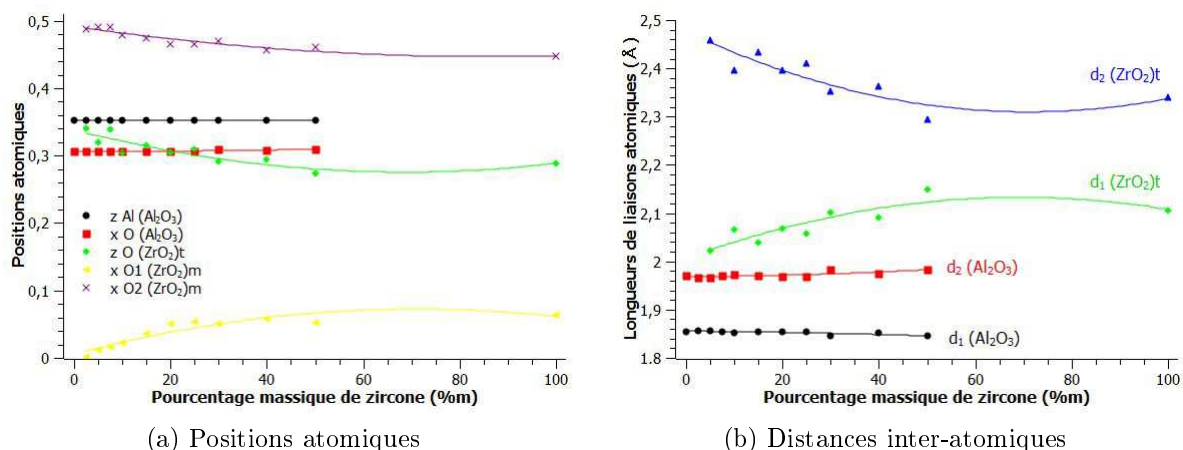 Positions atomiques
0,5
0,4
0,3
0,2
0,1
0
z Al (Al₂O₃)
x O (Al₂O₃)
z O (ZrO₂)t
x O1 (ZrO₂)m
x O2 (ZrO₂)m
0 20 40 60 80 100
Pourcentage massique de zircone (%m)
(a) Positions atomiques
Longueurs de liaisons atomiques ( Å )
2,5
2,4
2,3
2,2
2,1
2
1,9
1,8
d₂ (ZrO₂)t
d₁ (ZrO₂)t
d₂ (Al₂O₃)
d₁ (Al₂O₃)
0 20 40 60 80 100
Pourcentage massique de zircone (%m)
(b) Distances inter-atomiques